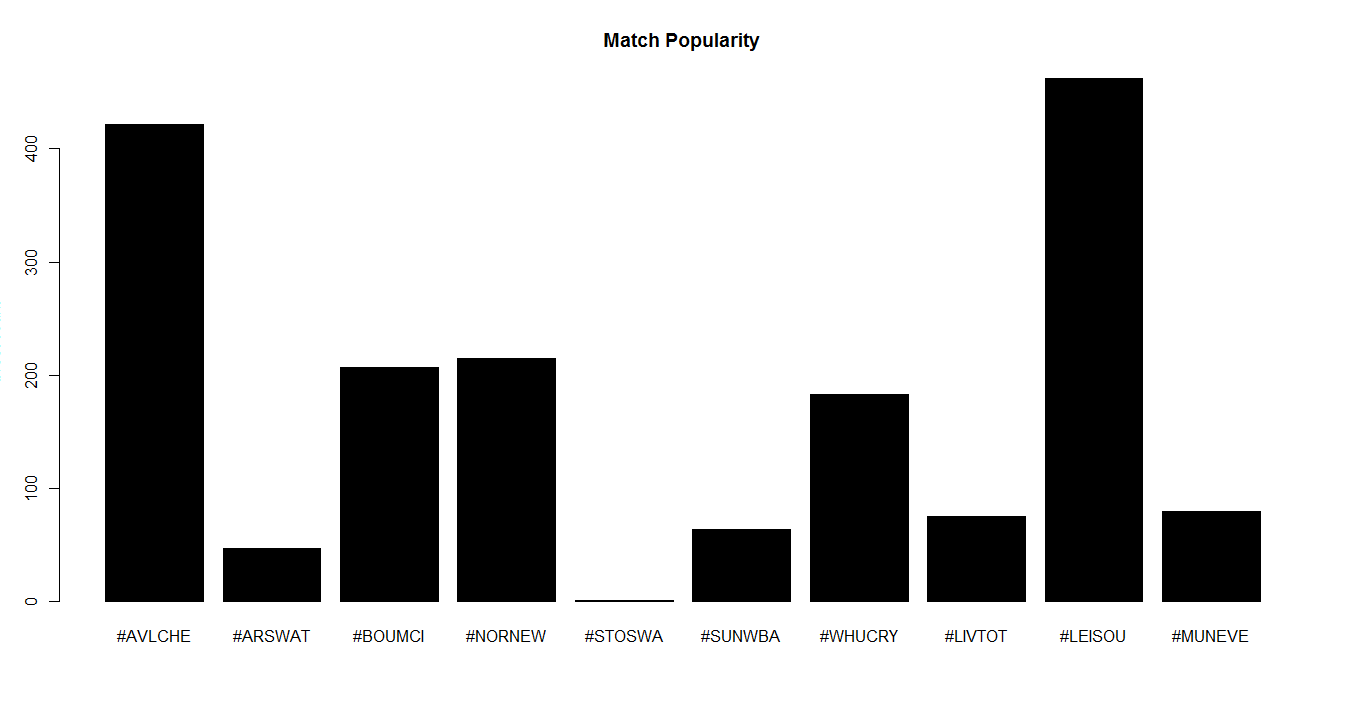 Match Popularity
400
300
200
100
0
#AVLCHE #ARSWAT #BOUMCI #NORNEW #STOSWA #SUNWBA #WHUCRY #LIVTOT #LEISOU #MUNEVE